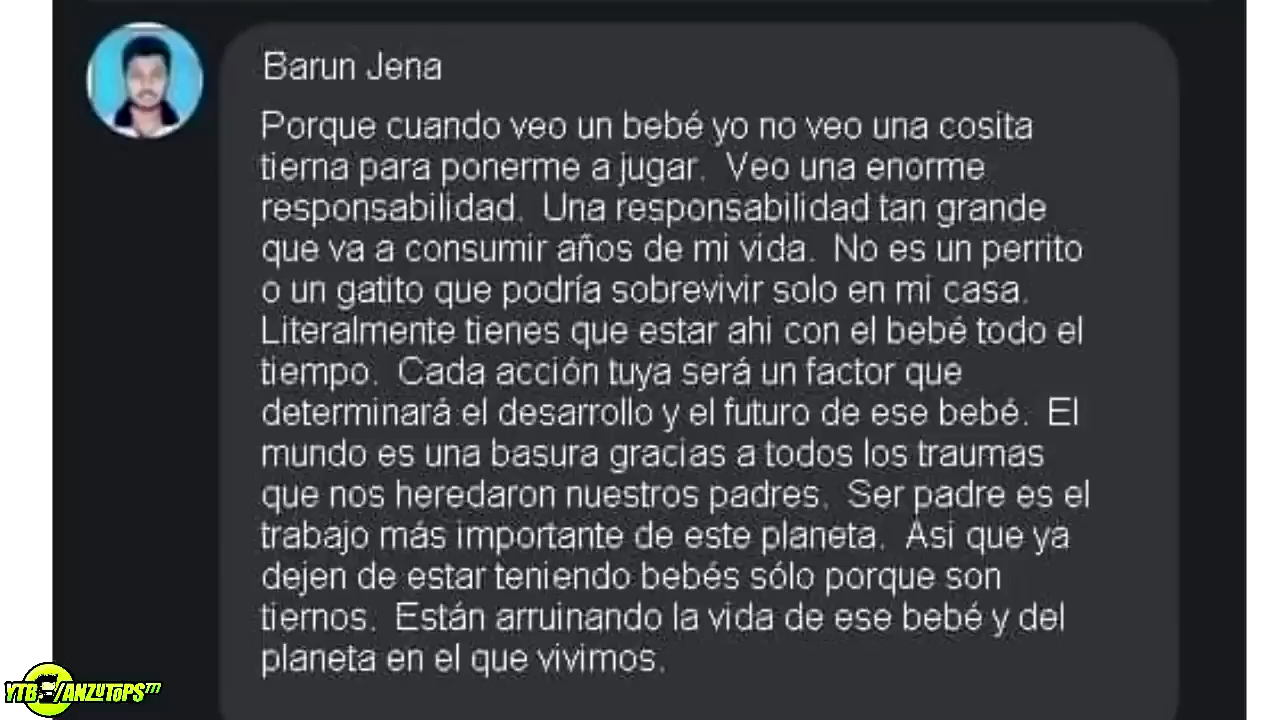 Barun Jena
Porque cuando veo un bebé yo no veo una cosita
tierna para ponerme a jugar. Veo una enorme
responsabilidad. Una responsabilidad tan grande
que va a consumir años de mi vida. No es un perrito
o un gatito que podría sobrevivir solo en mi casa.
Literalmente tienes que estar ahi con el bebé todo el
tiempo. Cada acción tuya será un factor que
determinará el desarrollo y el futuro de ese bebé. El
mundo es una basura gracias a todos los traumas
que nos heredaron nuestros padres. Ser padre es el
trabajo más importante de este planeta. Asi que ya
dejen de estar teniendo bebés sólo porque son
tiernos. Están arruinando la vida de ese bebé y del
planeta en el que vivimos.
YTB/ANZUTOPS777